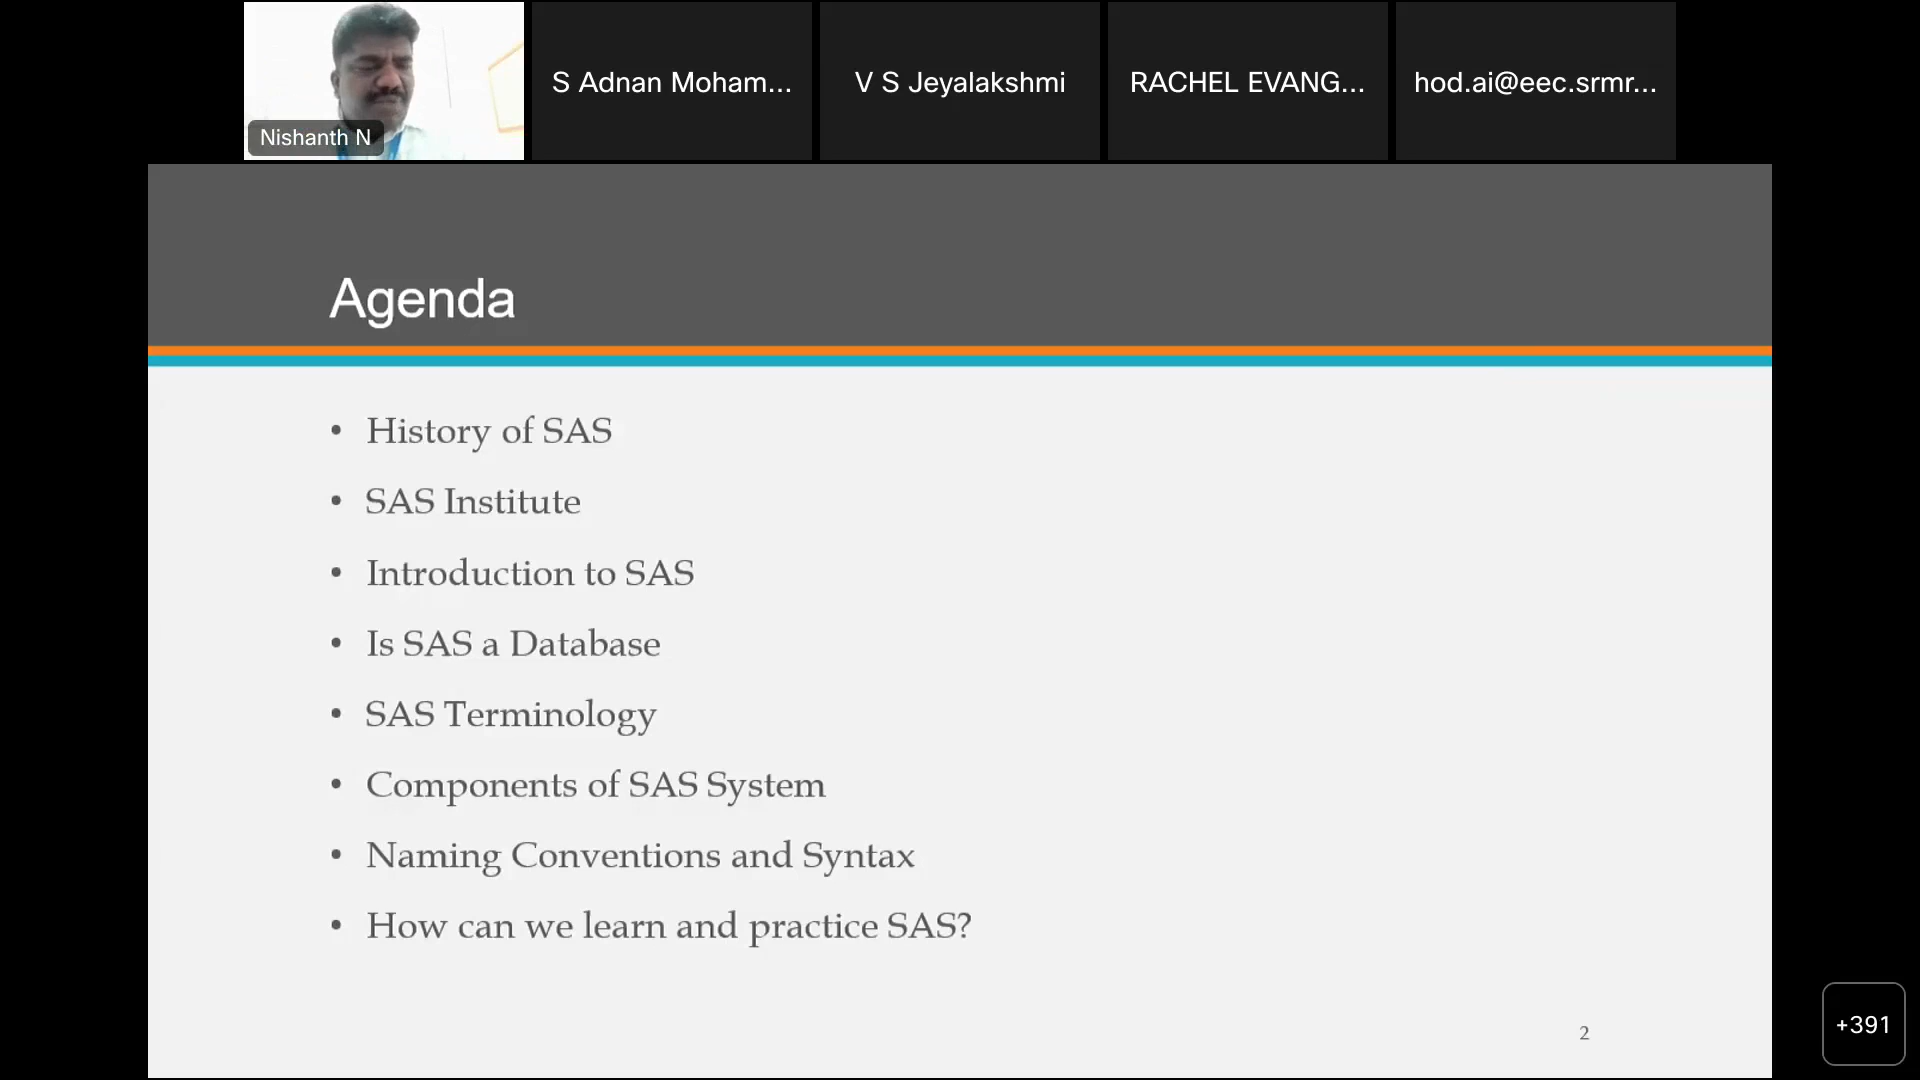 Nishanth N
S Adnan Moham...
V S Jeyalakshmi
RACHEL EVANG...
hod.ai@eec.srmr...
Agenda
• History of SAS
• SAS Institute
• Introduction to SAS
• Is SAS a Database
• SAS Terminology
• Components of SAS System
• Naming Conventions and Syntax
• How can we learn and practice SAS?
2
+391